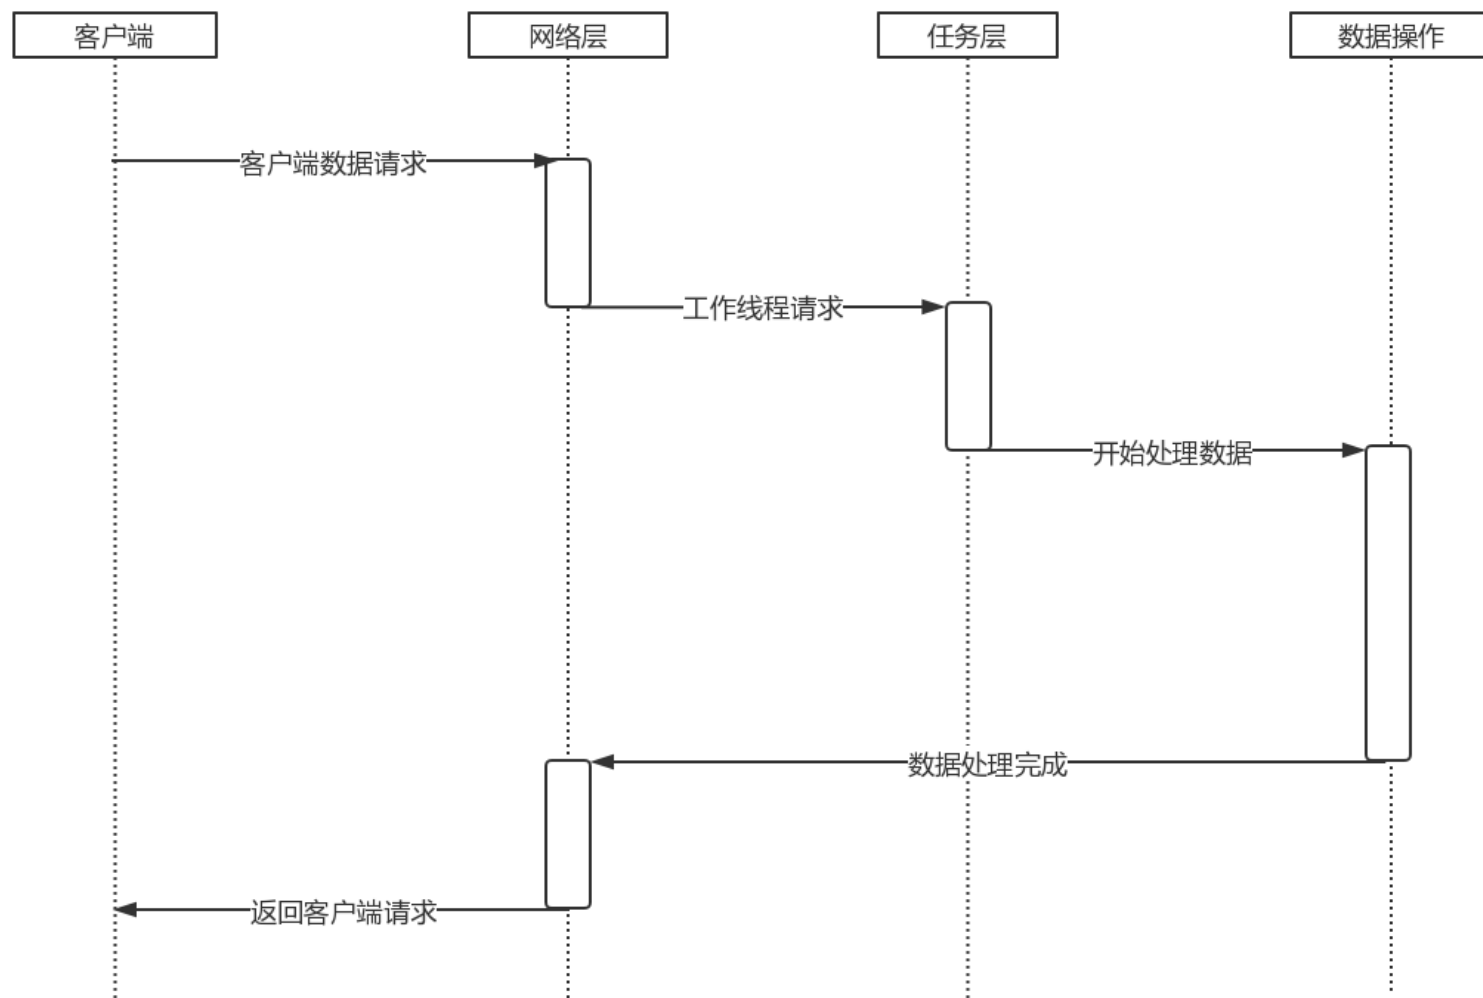 客户端
网络层
任务层
数据操作
客户端数据请求
工作线程请求
开始处理数据
数据处理完成
返回客户端请求